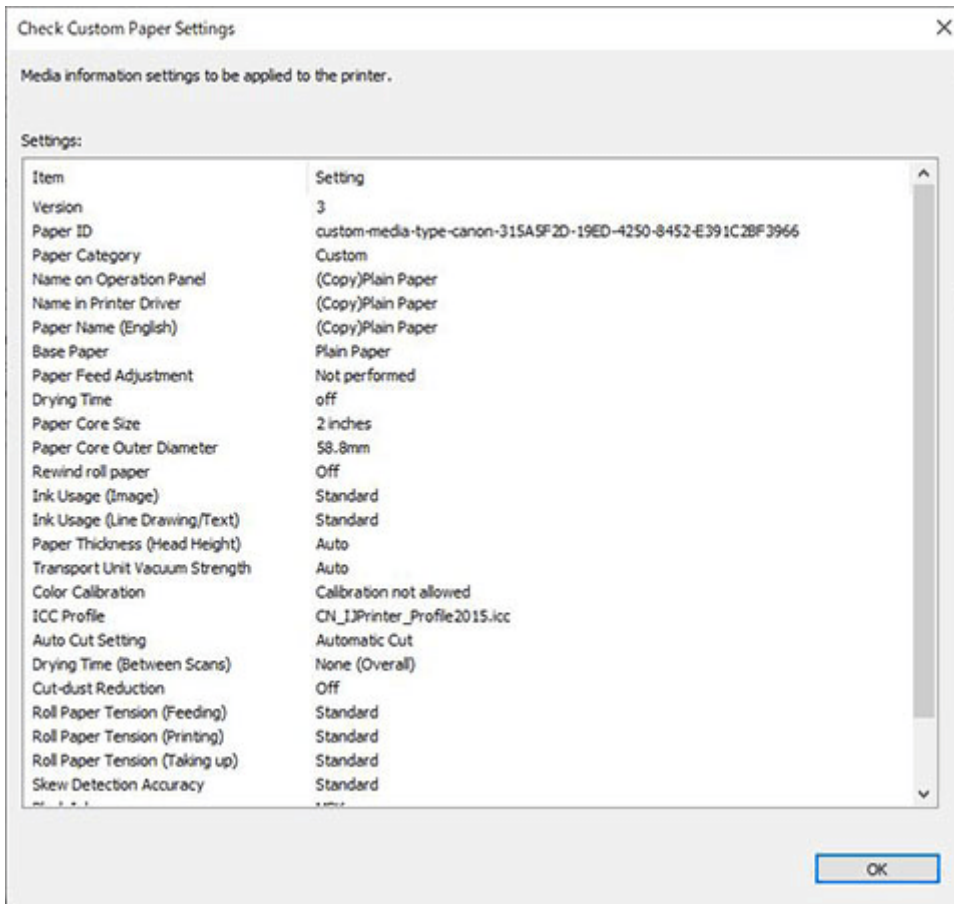 Check Custom Paper Settings
Media information settings to be applied to the printer.
Settings:
Item Setting
Version 3
Paper ID custom-media-type-canon-315A5F2D-19ED-4250-8452-E391C2BF3966
Paper Category Custom
Name on Operation Panel (Copy)Plain Paper
Name in Printer Driver (Copy)Plain Paper
Paper Name (English) (Copy)Plain Paper
Base Paper Plain Paper
Paper Feed Adjustment Not performed
Drying Time off
Paper Core Size 2 inches
Paper Core Outer Diameter 58.8mm
Rewind roll paper Off
Ink Usage (Image) Standard
Ink Usage (Line Drawing/Text) Standard
Paper Thickness (Head Height) Auto
Transport Unit Vacuum Strength Auto
Color Calibration Calibration not allowed
ICC Profile CN_IJPrinter_Profile2015.icc
Auto Cut Setting Automatic Cut
Drying Time (Between Scans) None (Overall)
Cut-dust Reduction Off
Roll Paper Tension (Feeding) Standard
Roll Paper Tension (Printing) Standard
Roll Paper Tension (Taking up) Standard
Skew Detection Accuracy Standard
OK